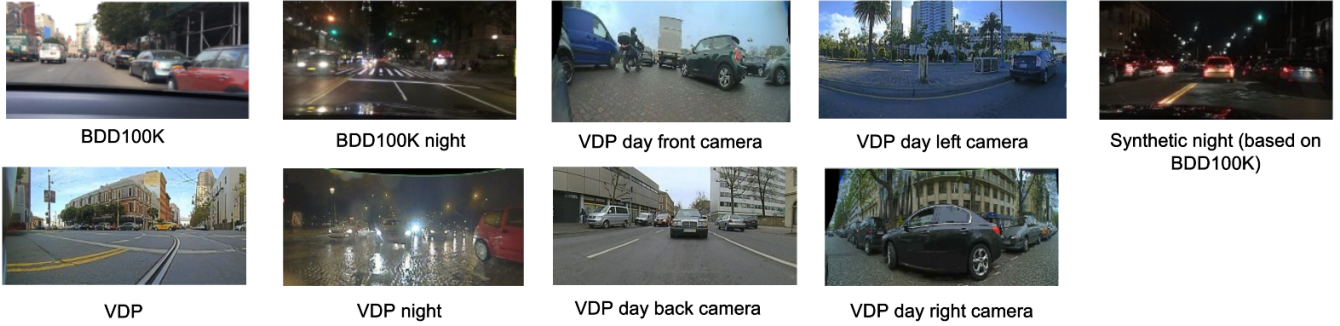 BDD100K
BDD100K night
VDP day front camera
VDP day left camera
Synthetic night (based on
BDD100K)
VDP
VDP night
VDP day back camera
VDP day right camera